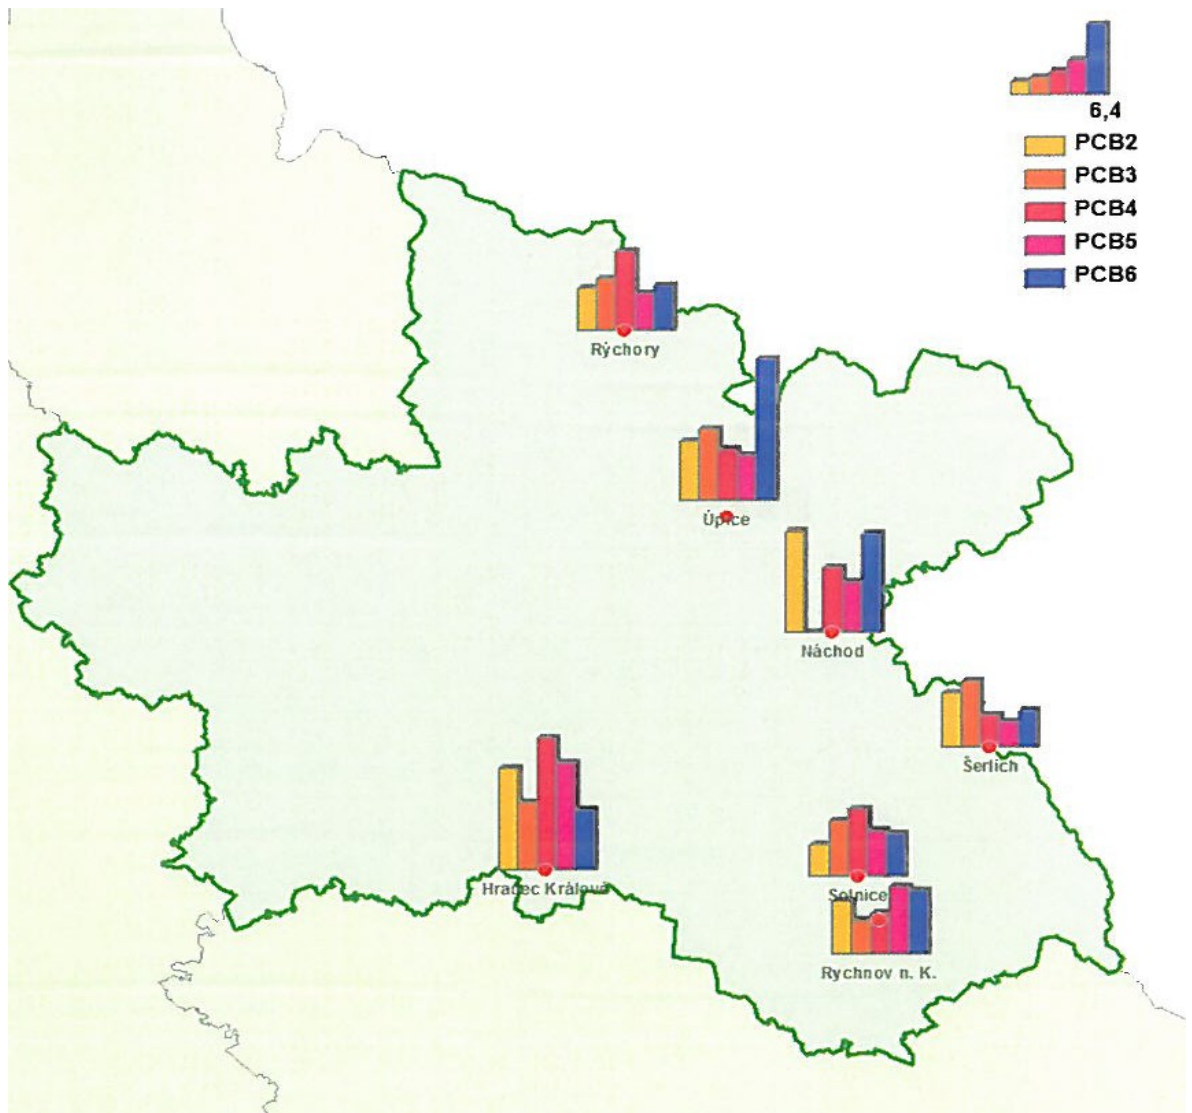 6,4
PCB2
PCB3
PCB4
PCB5
PCB6
Rýchory
Úpice
Náchod
Šerlich
Hradec Králové
Solnice
Rychnov n. K.